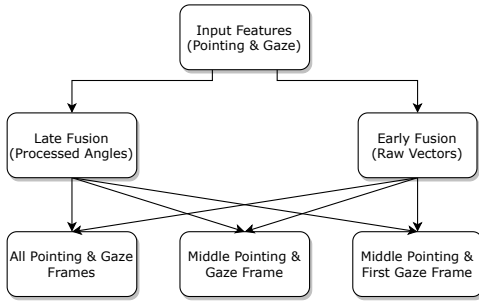 Input Features
(Pointing & Gaze)
Late Fusion
(Processed Angles)
Early Fusion
(Raw Vectors)
All Pointing & Gaze
Frames
Middle Pointing &
Gaze Frame
Middle Pointing &
First Gaze Frame